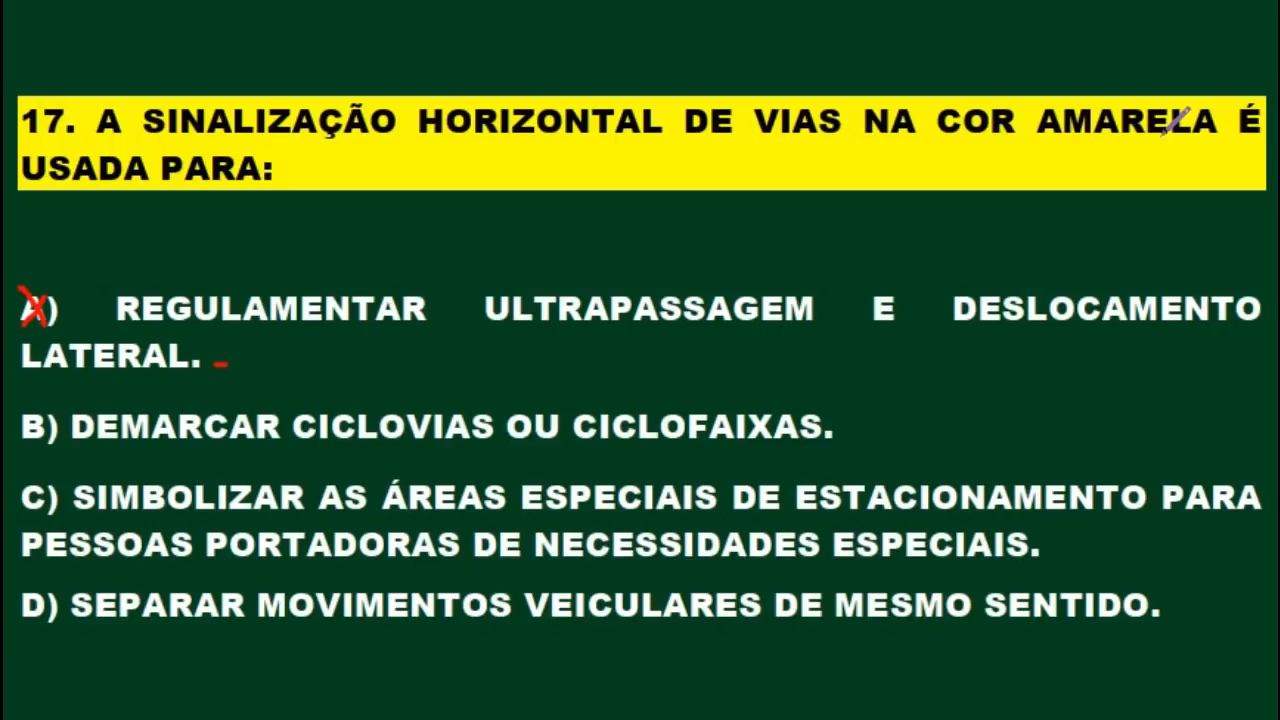 17. A SINALIZAÇÃO HORIZONTAL DE VIAS NA COR AMARELA É
USADA PARA:
A) REGULAMENTAR ULTRAPASSAGEM E DESLOCAMENTO
LATERAL.
B) DEMARCAR CICLOVIAS OU CICLOFAIXAS.
C) SIMBOLIZAR AS ÁREAS ESPECIAIS DE ESTACIONAMENTO PARA
PESSOAS PORTADORAS DE NECESSIDADES ESPECIAIS.
D) SEPARAR MOVIMENTOS VEICULARES DE MESMO SENTIDO.